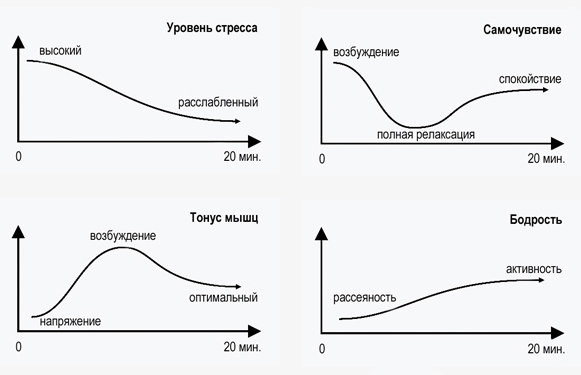 Уровень стресса
высокий
расслабленный
0
20 мин.
Самочувствие
возбуждение
спокойствие
полная релаксация
0
20 мин.
Тонус мышц
возбуждение
оптимальный
напряжение
0
20 мин.
Бодрость
активность
рассеяность
0
20 мин.